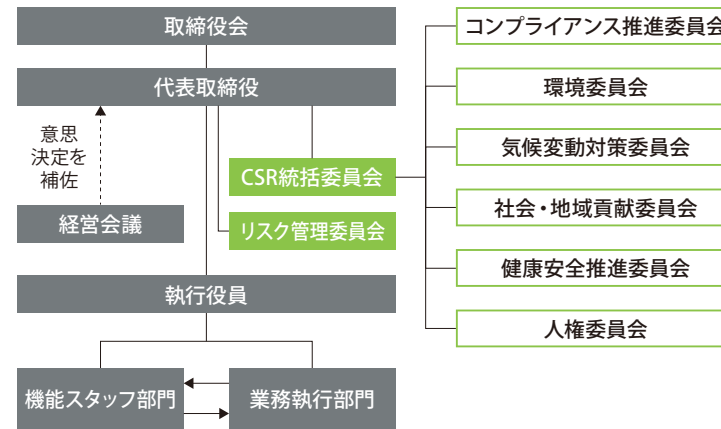 取締役会
代表取締役
意思
決定を
補佐
経営会議
CSR統括委員会
リスク管理委員会
執行役員
機能スタッフ部門
業務執行部門
コンプライアンス推進委員会
環境委員会
気候変動対策委員会
社会・地域貢献委員会
健康安全推進委員会
人権委員会